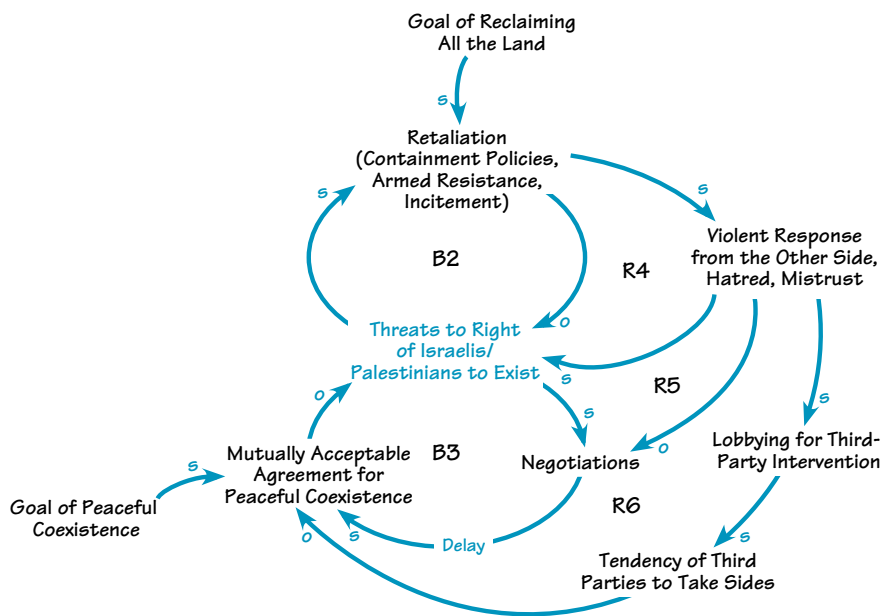 Goal of Reclaiming
All the Land
s
Retaliation
(Containment Policies,
Armed Resistance,
Incitement)
s
s
B2
R4
Violent Response
from the Other Side,
Hatred, Mistrust
o
Threats to Right
of Israelis/
Palestinians to Exist
s
R5
o
s
s
B3
o
Mutually Acceptable
Agreement for
Peaceful Coexistence
Negotiations
Lobbying for Third-
Party Intervention
s
Goal of Peaceful
Coexistence
R6
o
s
Delay
s
Tendency of Third
Parties to Take Sides